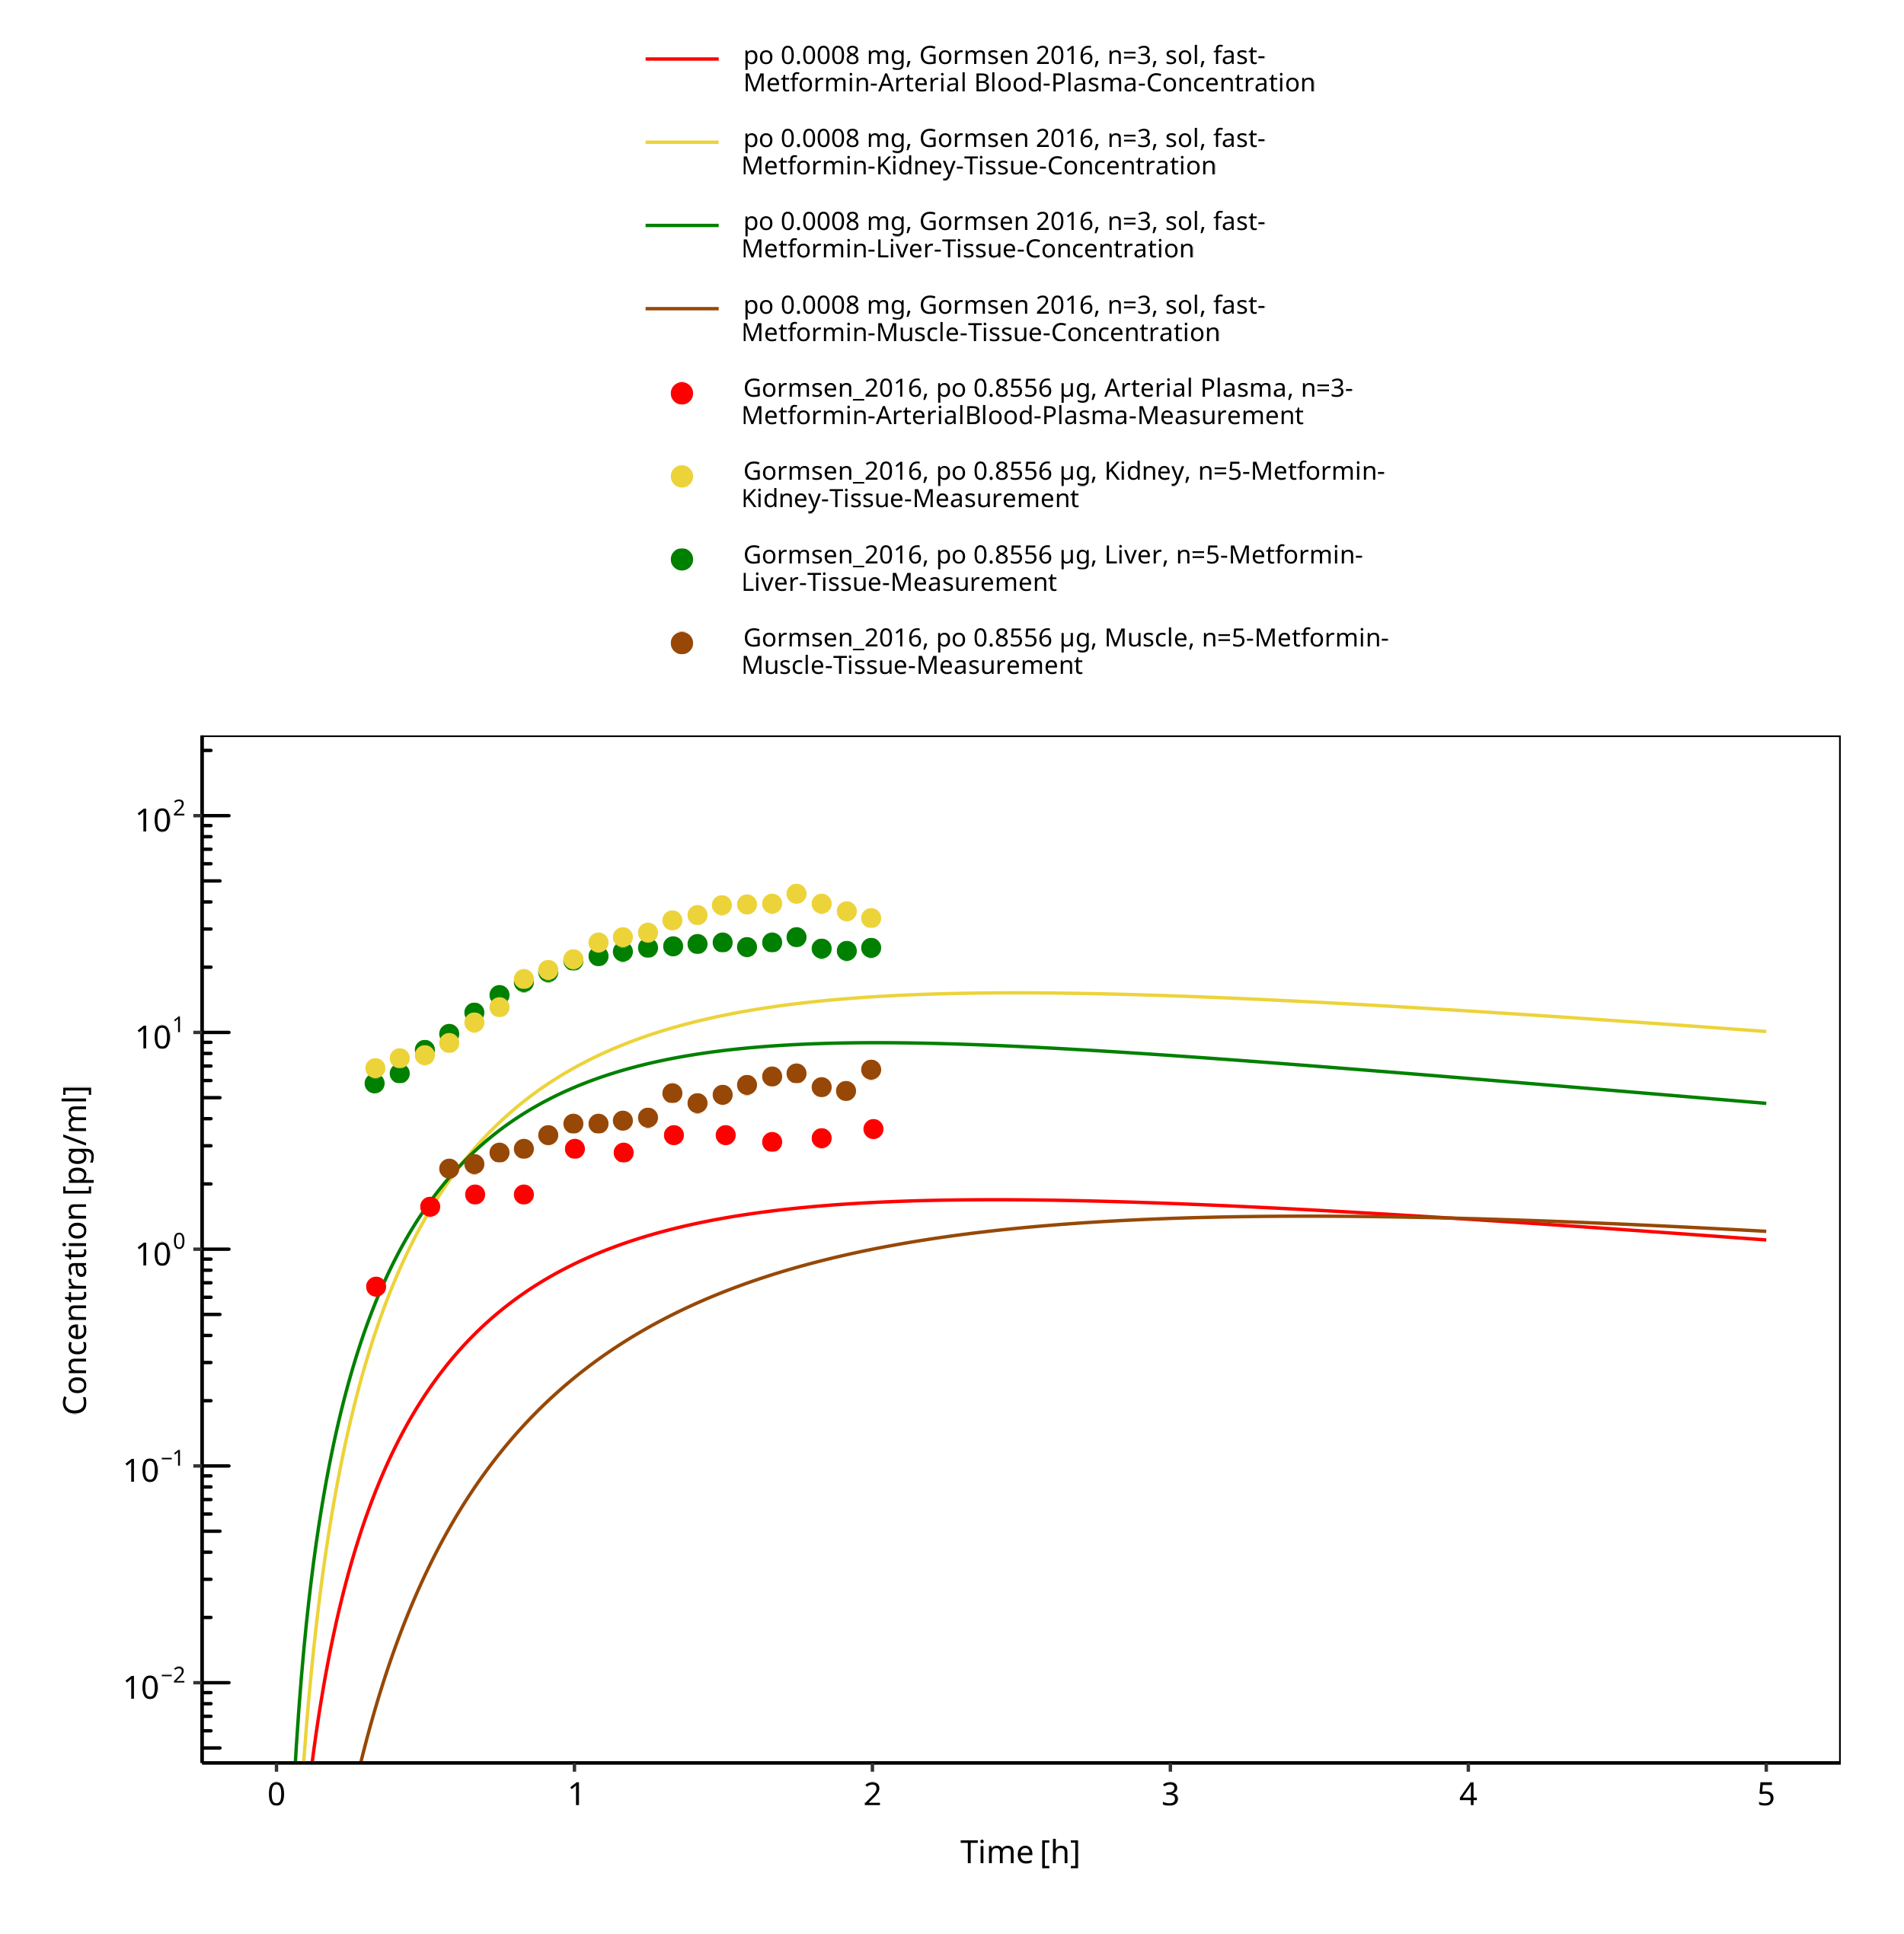 po 0.0008 mg, Gormsen 2016, n=3, sol, fast-
Metformin-Arterial Blood-Plasma-Concentration
po 0.0008 mg, Gormsen 2016, n=3, sol, fast-
Metformin-Kidney-Tissue-Concentration
po 0.0008 mg, Gormsen 2016, n=3, sol, fast-
Metformin-Liver-Tissue-Concentration
po 0.0008 mg, Gormsen 2016, n=3, sol, fast-
Metformin-Muscle-Tissue-Concentration
Gormsen_2016, po 0.8556 µg, Arterial Plasma, n=3-
Metformin-ArterialBlood-Plasma-Measurement
Gormsen_2016, po 0.8556 µg, Kidney, n=5-Metformin-
Kidney-Tissue-Measurement
Gormsen_2016, po 0.8556 µg, Liver, n=5-Metformin-
Liver-Tissue-Measurement
Gormsen_2016, po 0.8556 µg, Muscle, n=5-Metformin-
Muscle-Tissue-Measurement
10²
10¹
10⁰
10⁻¹
10⁻²
Concentration [pg/ml]
0 1 2 3 4 5
Time [h]